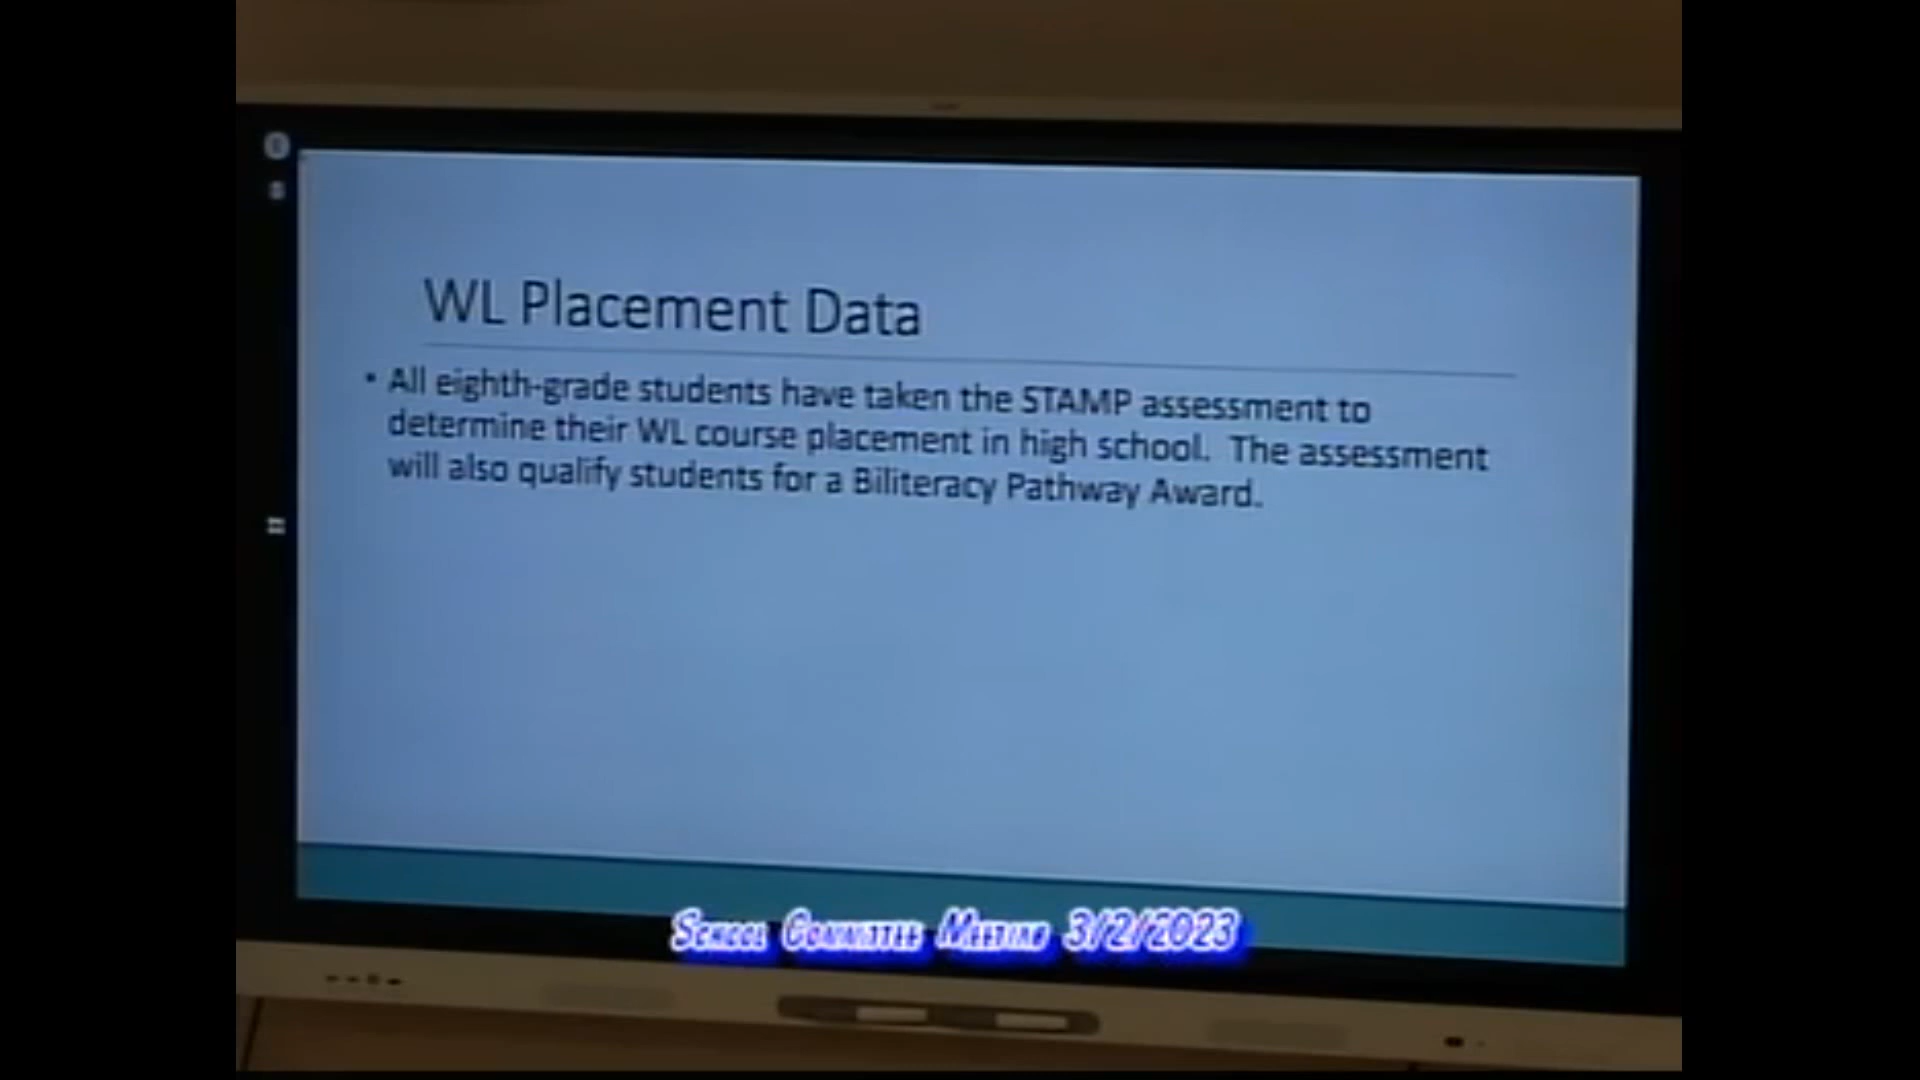 WL Placement Data
• All eighth-grade students have taken the STAMP assessment to
determine their WL course placement in high school. The assessment
will also qualify students for a Biliteracy Pathway Award.
School Committee Meeting 3/2/2023